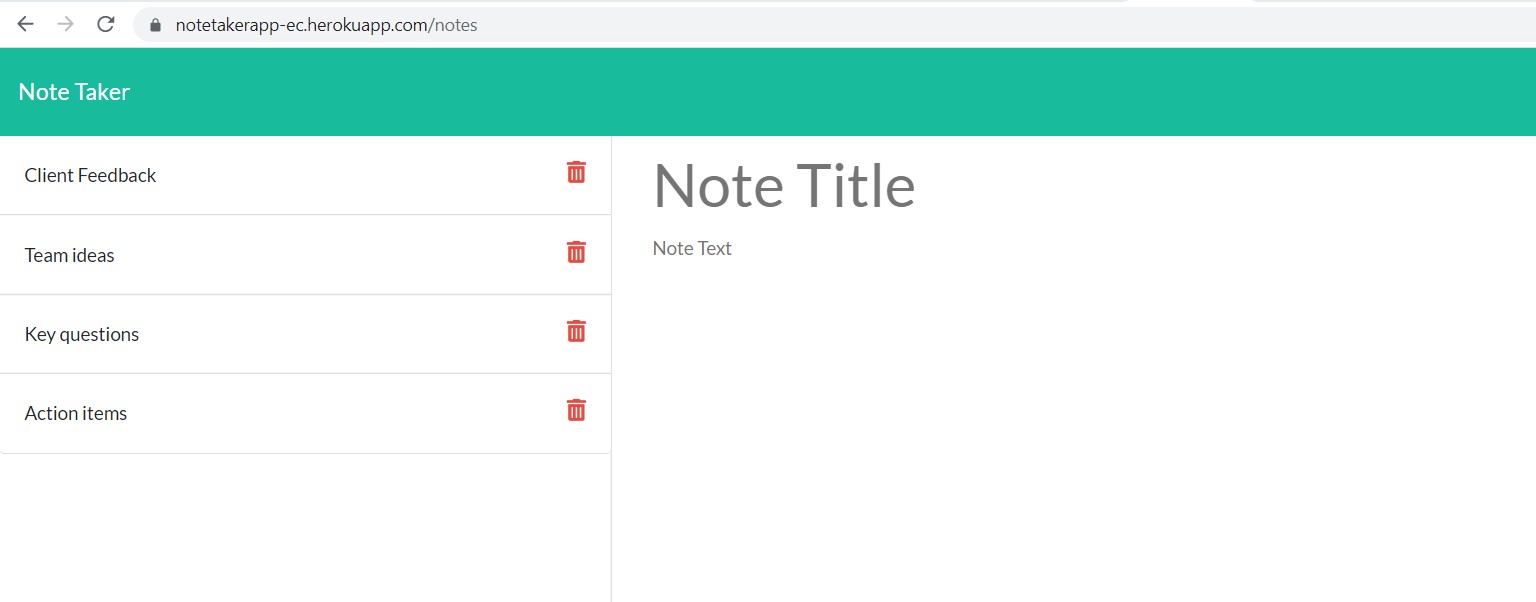 notetakerapp-ec.herokuapp.com/notes
Note Taker
Client Feedback
Team ideas
Key questions
Action items
Note Title
Note Text